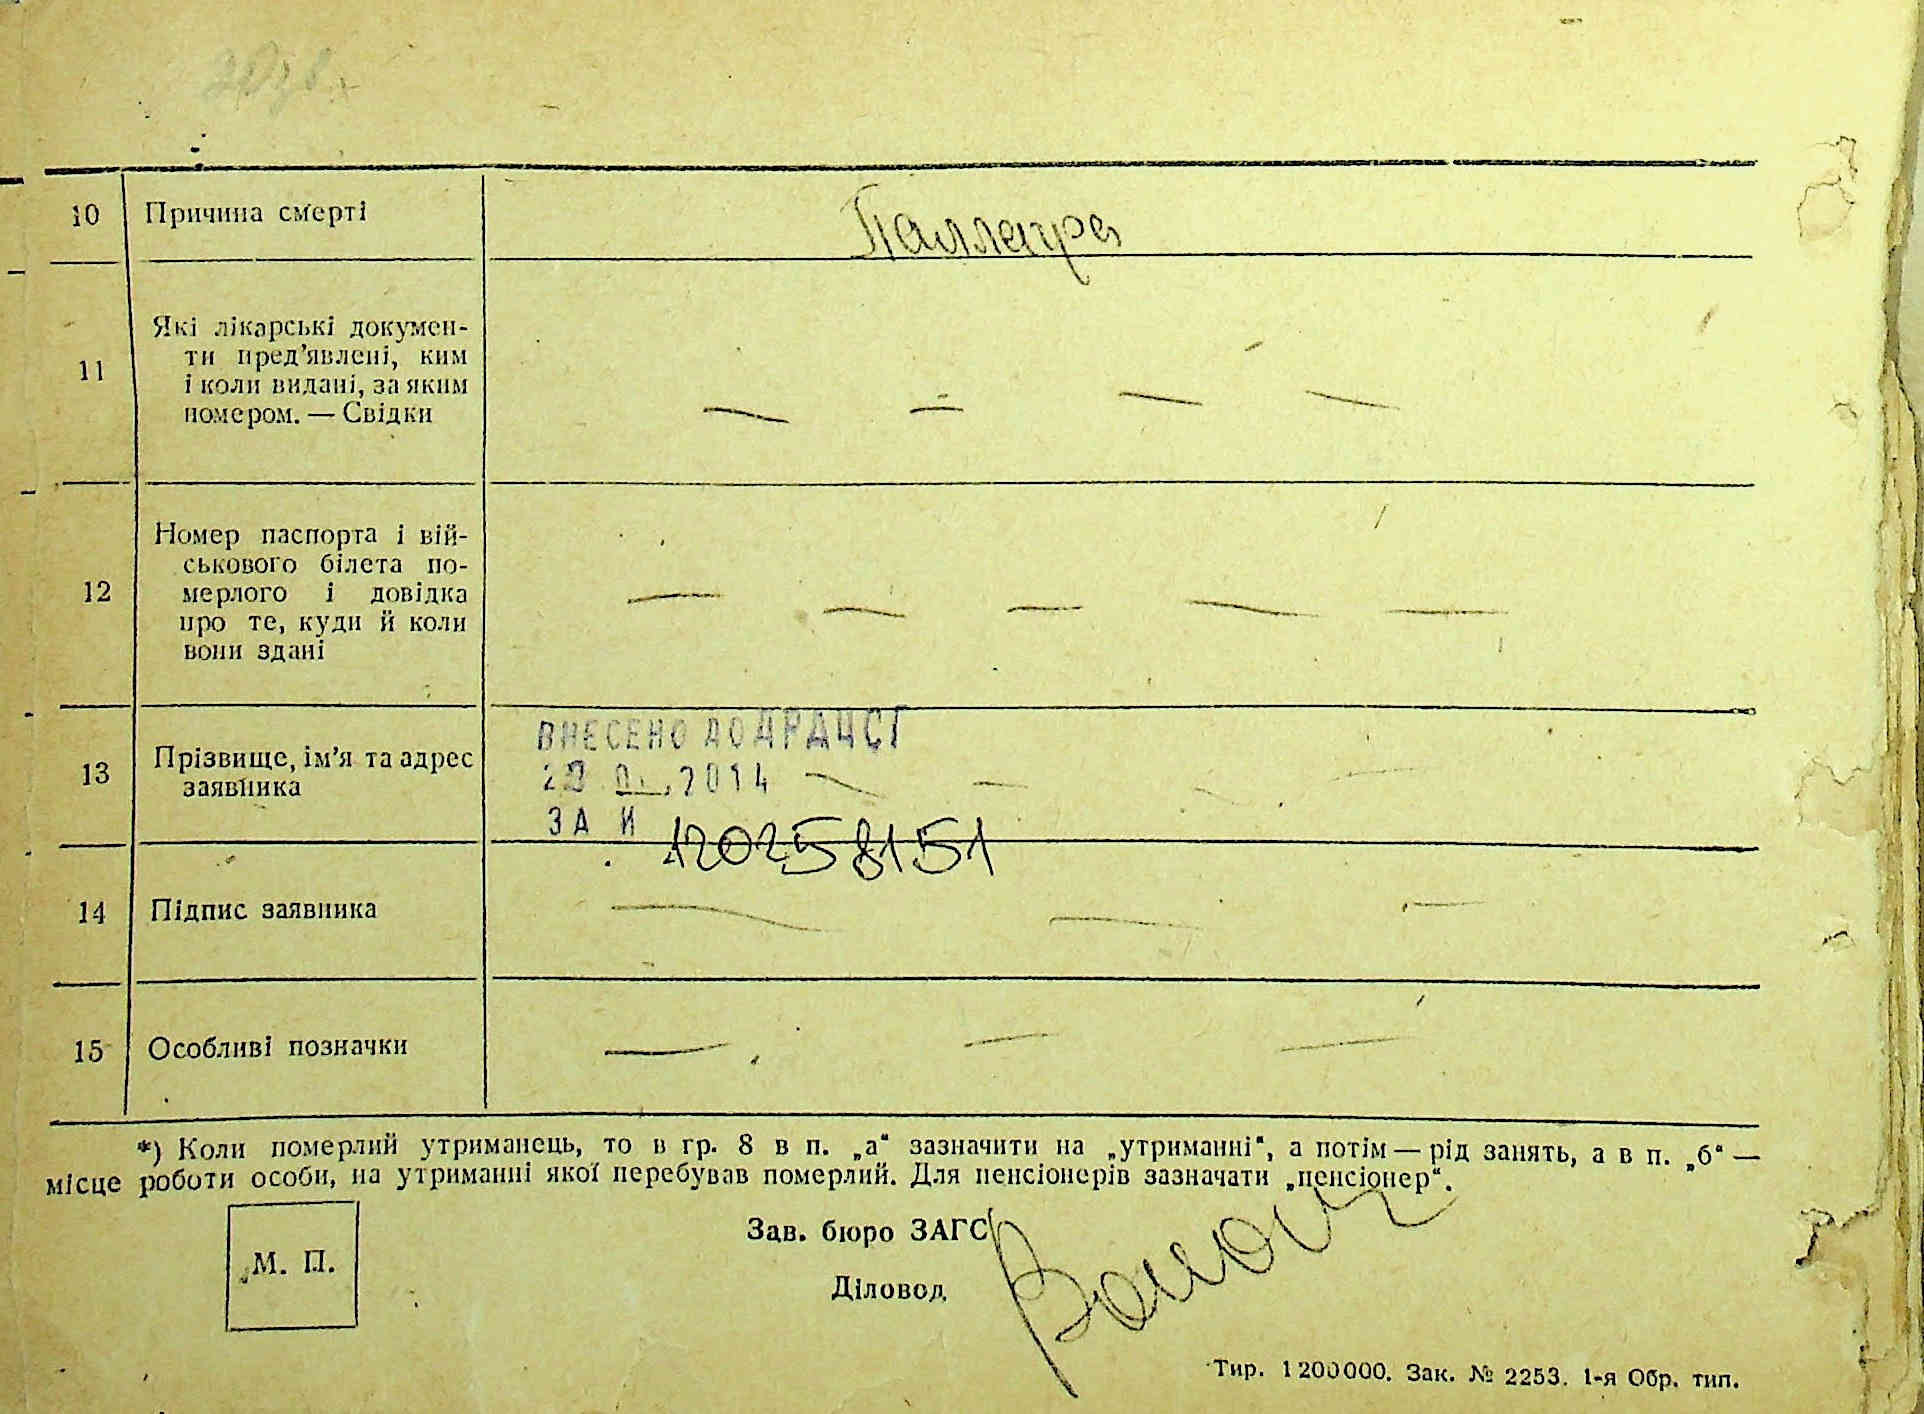 10 Причина смерті Паллагра
11 Які лікарські докумен-
ти пред'явлені, ким
і коли видані, за яким
номером. — Свідки
12 Номер паспорта і вій-
ськового білета по-
мерлого і довідка
про те, куди й коли
вони здані
13 Прізвище, ім'я та адрес
заявника
ВНЕСЕНО ДО ДРАЦСГ
2014
ЗА И 120258151
14 Підпис заявника
15 Особливі позначки
*) Коли померлий утриманець, то в гр. 8 в п. „а“ зазначити на „утриманні“, а потім — рід занять, а в п. „б“ —
місце роботи особи, на утриманні якої перебував померлий. Для пенсіонерів зазначати „пенсіонер“.
М. П.
Зав. бюро ЗАГС
Діловод
Тир. 1200000. Зак. № 2253. 1-я Обр. тип.